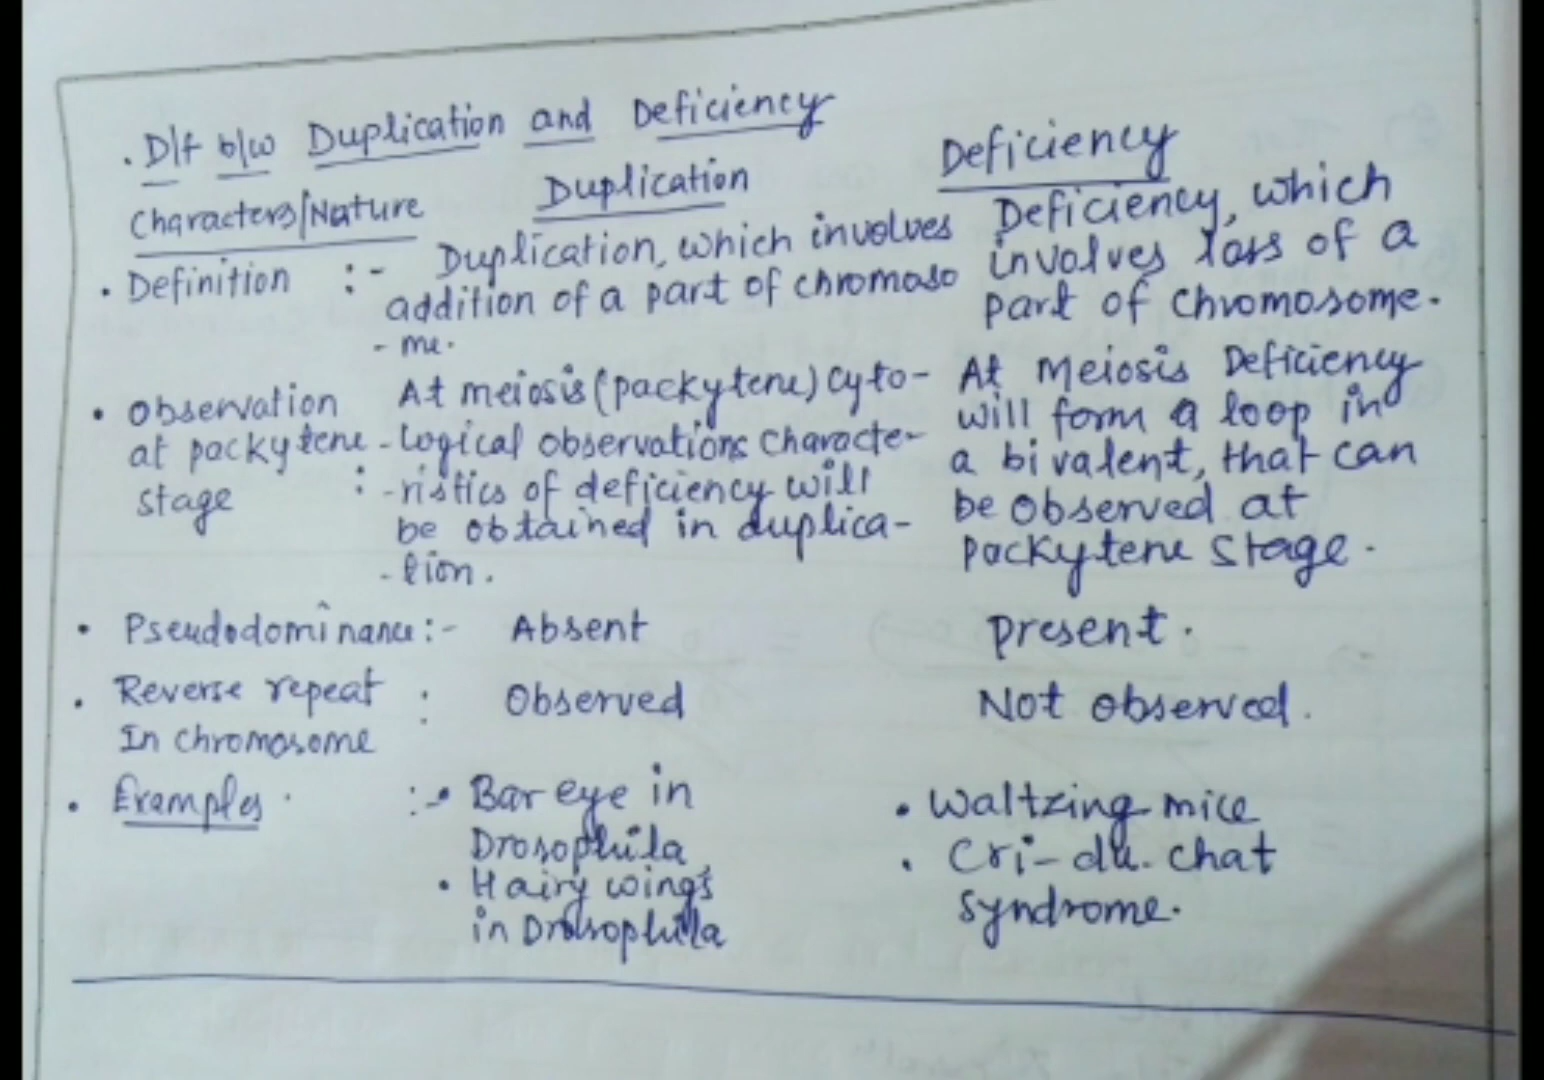 . D/f b/w Duplication and Deficiency
Characters/Nature Duplication Deficiency
• Definition :- Duplication, which involves Deficiency, which
addition of a part of chromoso involves loss of a
- me. part of chromosome.
• Observation At meiosis (packytene) Cyto- At Meiosis Deficiency
at packytene - logical observations Characte- will form a loop in
stage : - ristics of deficiency will a bivalent, that can
be obtained in duplica- be observed at
- tion. packytene stage.
• Pseudodominance :- Absent present.
. Reverse repeat : Observed Not observed.
In chromosome
• Examples :- • Bar eye in • Waltzing mice
Drosophila, • Cri-du-chat
• Hairy wings syndrome.
in Drosophila